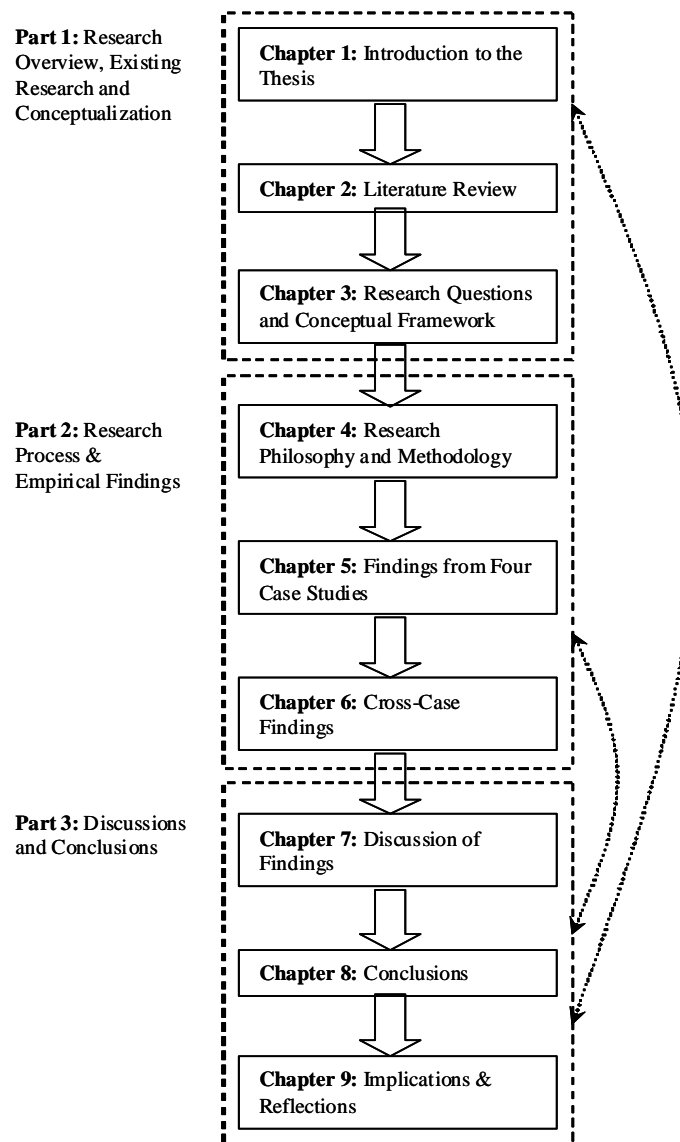 Part 1: Research
Overview, Existing
Research and
Conceptualization
Chapter 1: Introduction to the
Thesis
Chapter 2: Literature Review
Chapter 3: Research Questions
and Conceptual Framework
Part 2: Research
Process &
Empirical Findings
Chapter 4: Research
Philosophy and Methodology
Chapter 5: Findings from Four
Case Studies
Chapter 6: Cross-Case
Findings
Part 3: Discussions
and Conclusions
Chapter 7: Discussion of
Findings
Chapter 8: Conclusions
Chapter 9: Implications &
Reflections